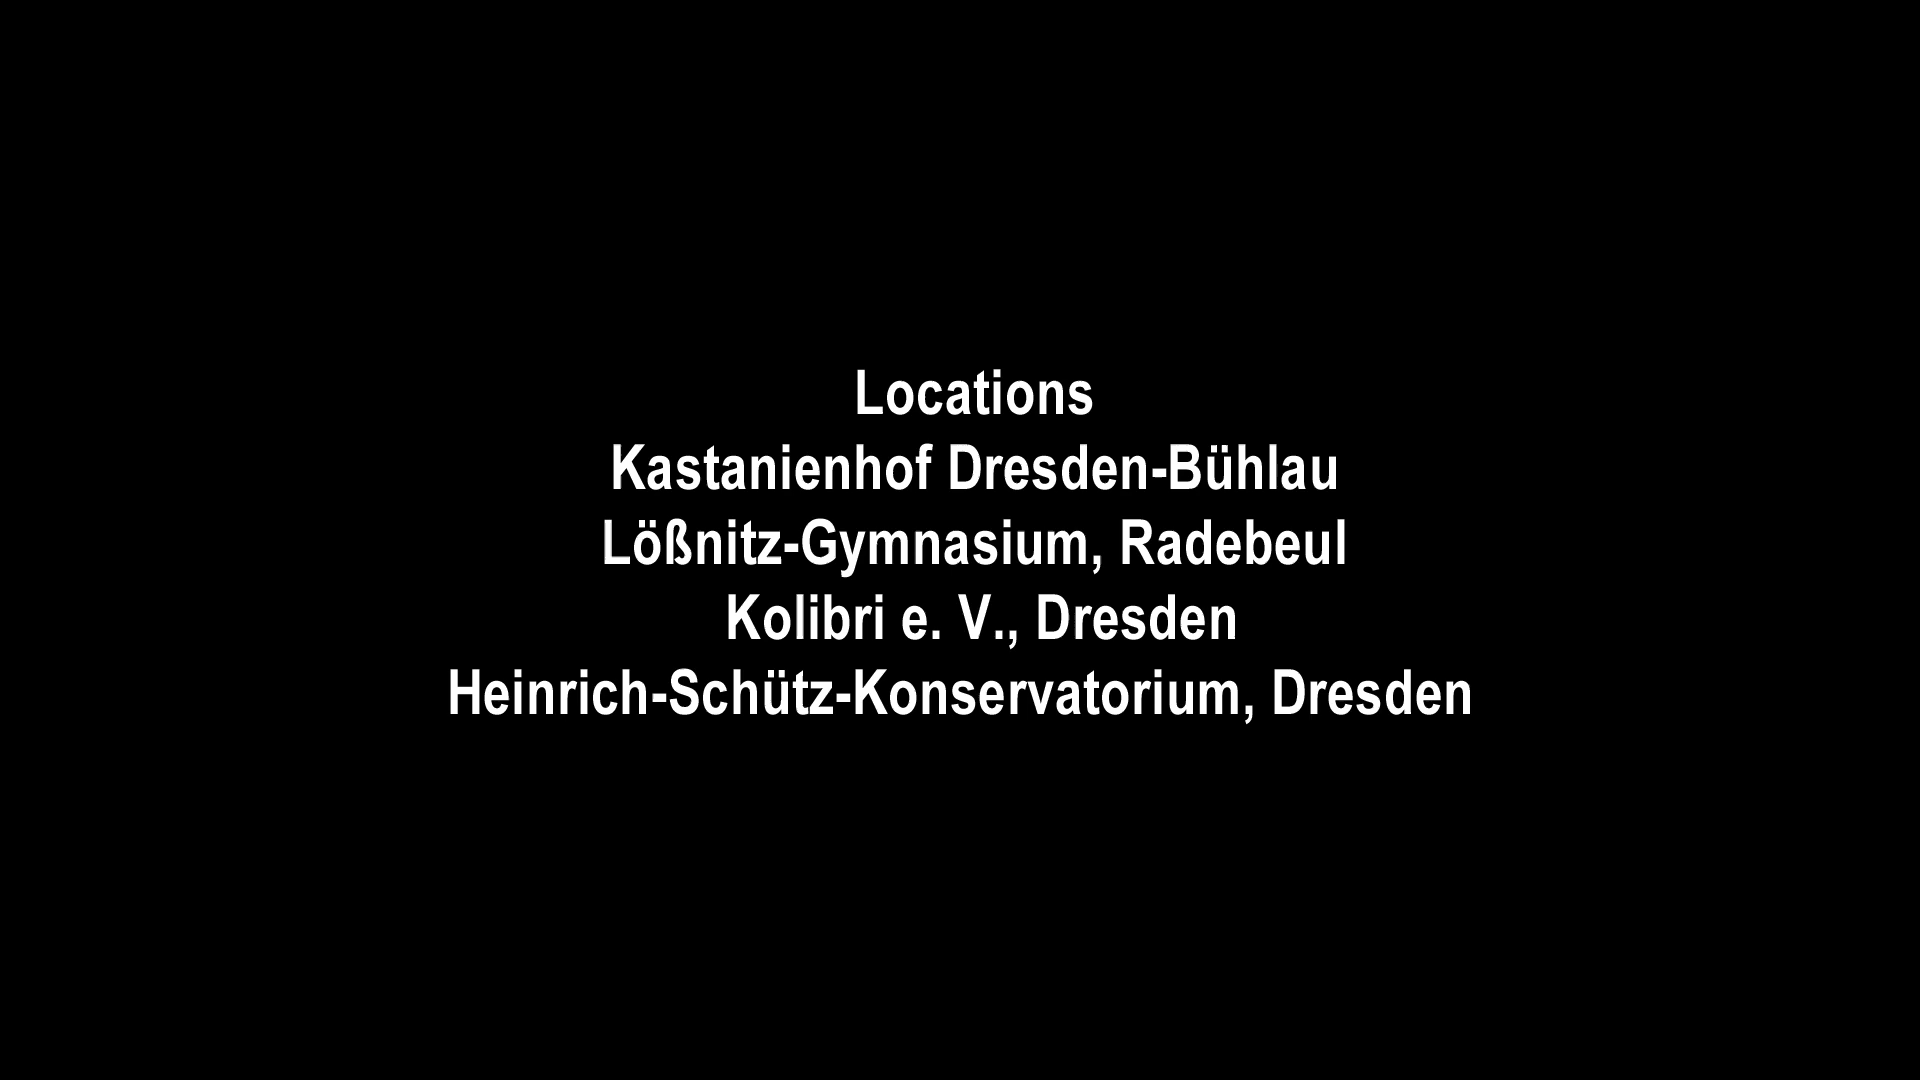 Locations
Kastanienhof Dresden-Bühlau
Lößnitz-Gymnasium, Radebeul
Kolibri e. V., Dresden
Heinrich-Schütz-Konservatorium, Dresden